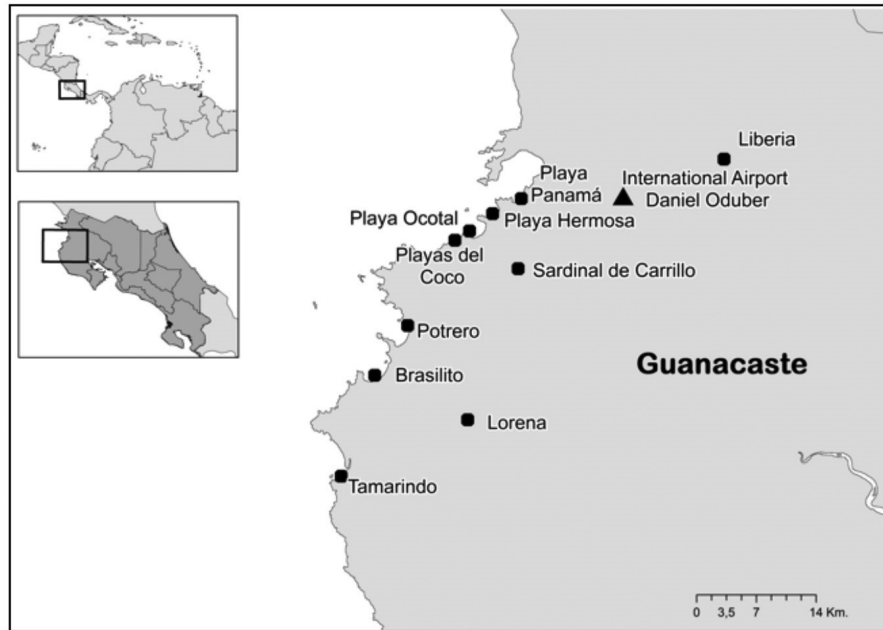 Liberia
Playa
Panamá
International Airport
Daniel Oduber
Playa Ocotal
Playa Hermosa
Playas del
Coco
Sardinal de Carrillo
Potrero
Guanacaste
Brasilito
Lorena
Tamarindo
0 3,5 7 14 Km.